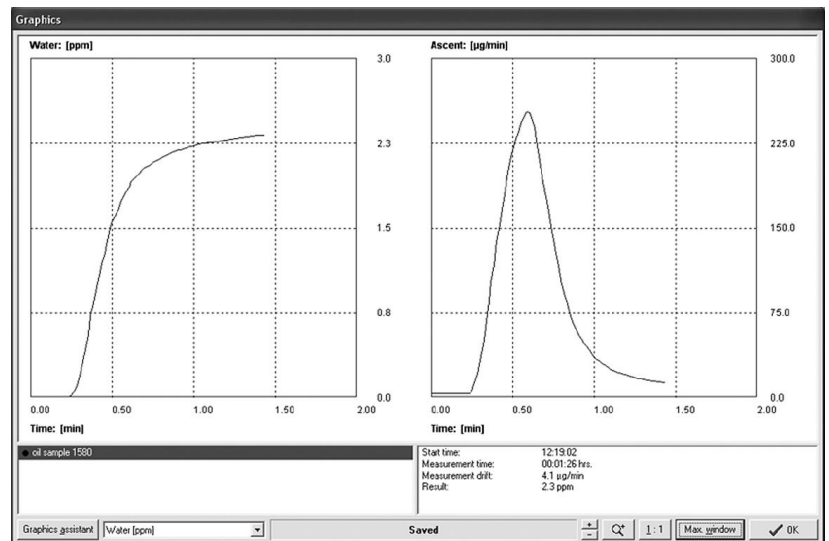 Graphics
Water: [ppm]
3.0
2.3
1.5
0.8
0.0
0.00 0.50 1.00 1.50 2.00
Time: [min]
Ascent: [µg/min]
300.0
225.0
150.0
75.0
0.0
0.00 0.50 1.00 1.50 2.00
Time: [min]
oil sample 1580
Start time: 12:19:02
Measurement time: 00:01:26 hrs.
Measurement drift: 4.1 µg/min
Result: 2.3 ppm
Graphics assistant Water [ppm] Saved + - 1:1 Max. window OK